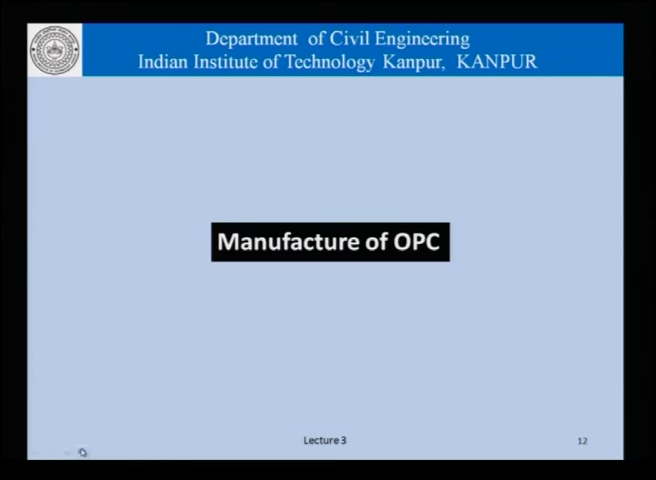 Department of Civil Engineering
Indian Institute of Technology Kanpur, KANPUR
Manufacture of OPC
Lecture 3
12